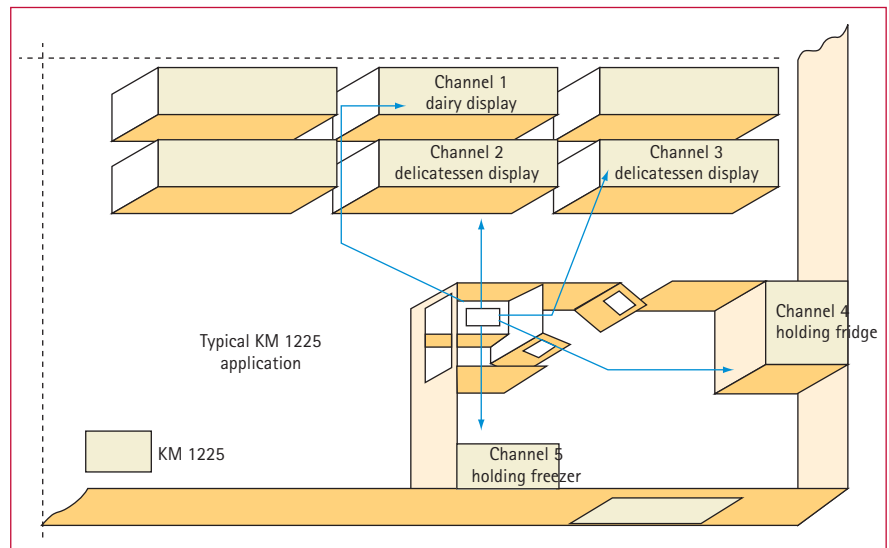 Channel 1
dairy display
Channel 2
delicatessen display
Channel 3
delicatessen display
Typical KM 1225
application
Channel 4
holding fridge
KM 1225
Channel 5
holding freezer